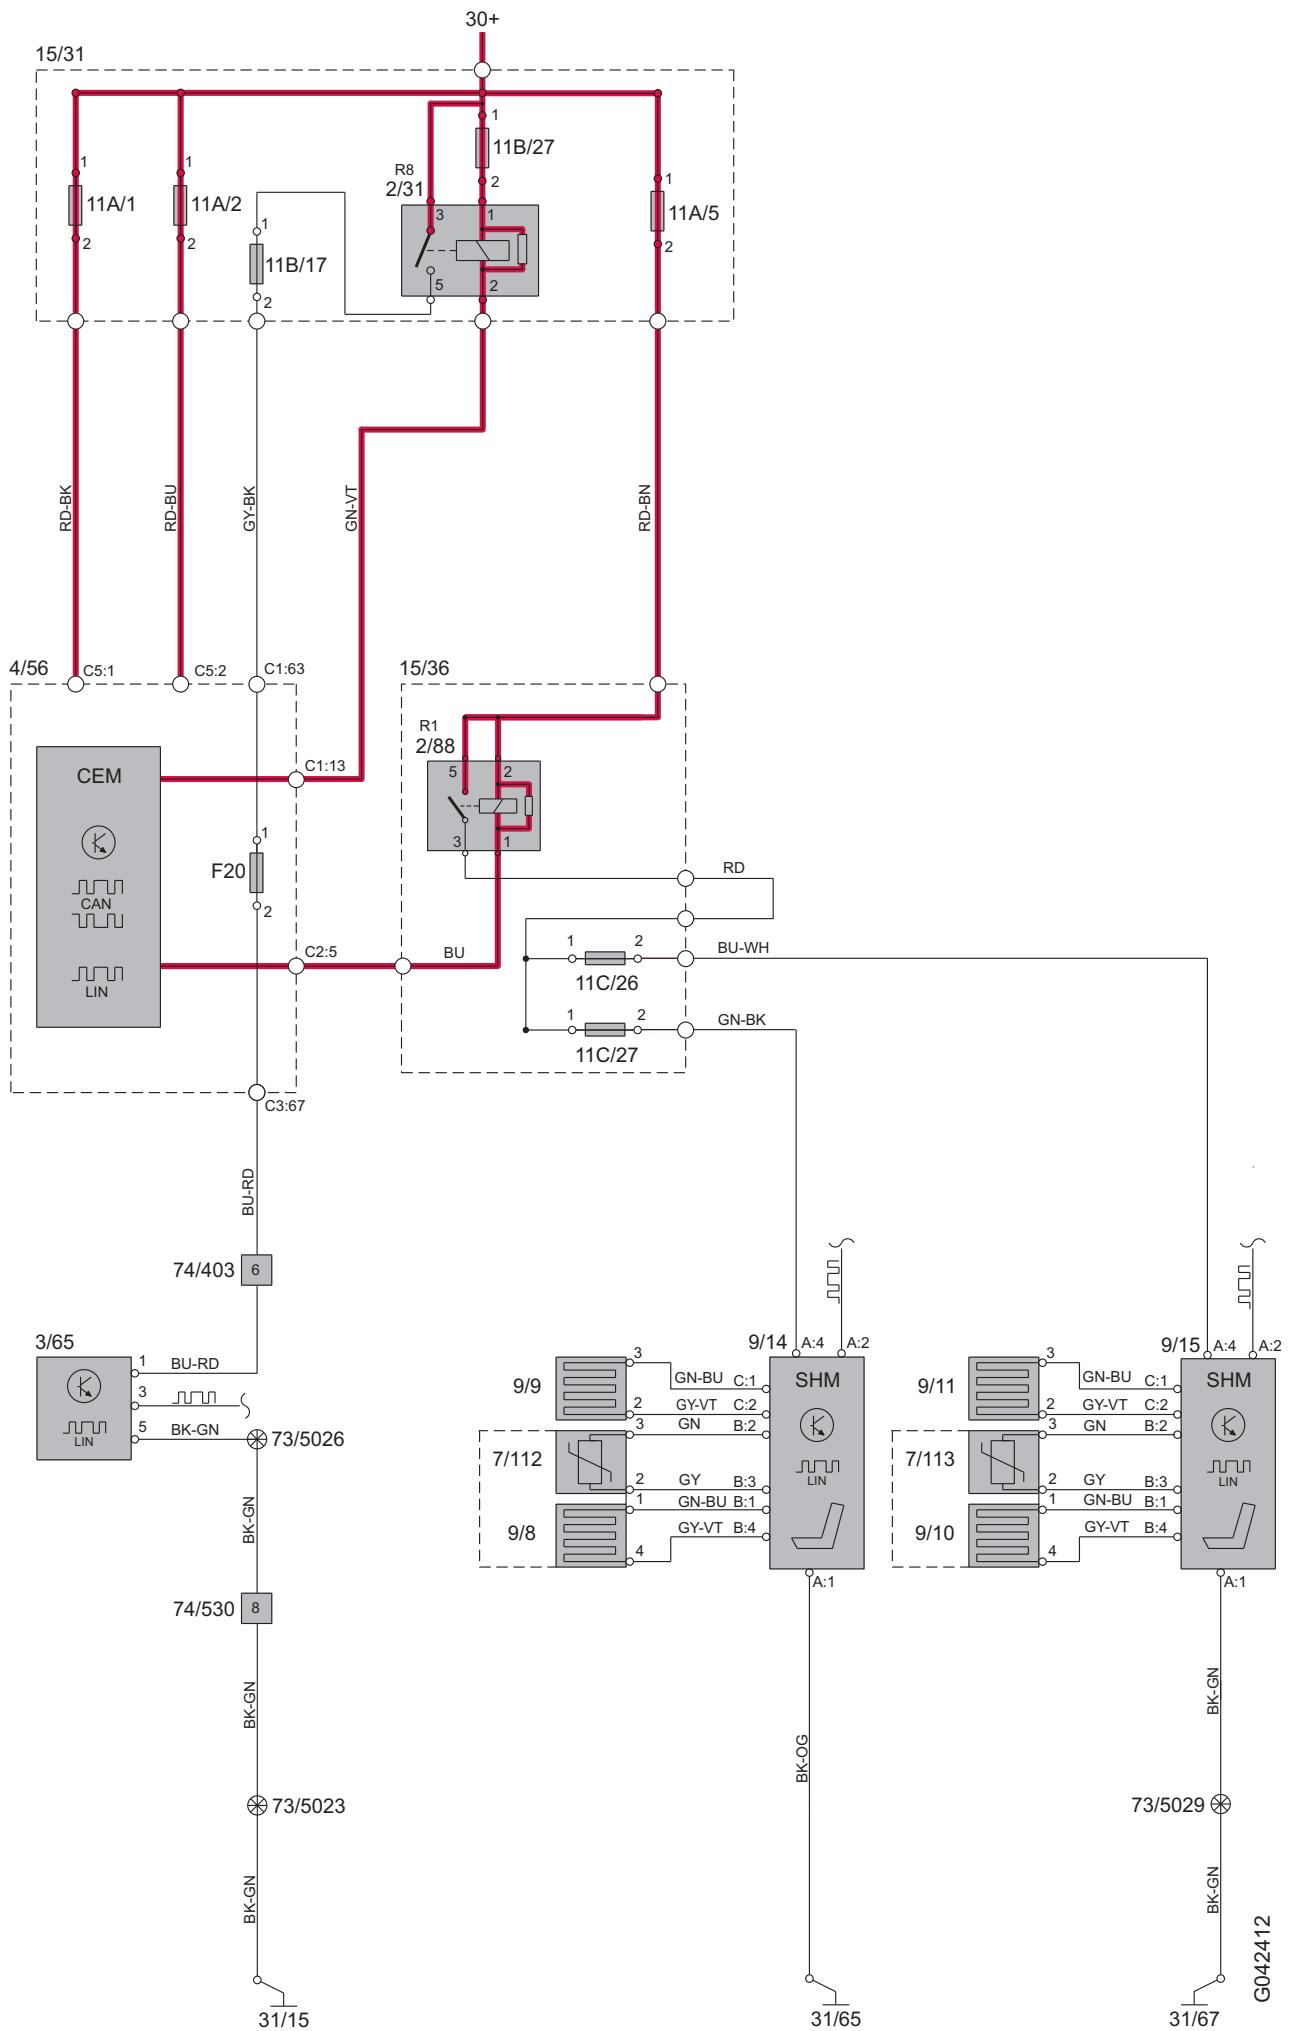 30+
15/31
1
11B/27
2
R8
2/31
3
1
5
2
1
11A/1
2
1
11A/2
2
1
11B/17
2
1
11A/5
2
RD-BK
RD-BU
GY-BK
GN-VT
RD-BN
4/56
C5:1
C5:2
C1:63
15/36
CEM
CAN
LIN
C1:13
1
F20
2
C2:5
BU
C3:67
R1
2/88
5
2
3
1
RD
1
2
BU-WH
11C/26
1
2
GN-BK
11C/27
BU-RD
74/403
6
3/65
LIN
1
BU-RD
3
5
BK-GN
73/5026
BK-GN
74/530
8
BK-GN
73/5023
BK-GN
31/15
9/14
A:4
A:2
SHM
LIN
9/9
3
GN-BU
C:1
2
GY-VT
C:2
7/112
3
GN
B:2
2
GY
B:3
9/8
1
GN-BU
B:1
4
GY-VT
B:4
A:1
BK-OG
31/65
9/15
A:4
A:2
SHM
LIN
9/11
3
GN-BU
C:1
2
GY-VT
C:2
7/113
3
GN
B:2
2
GY
B:3
9/10
1
GN-BU
B:1
4
GY-VT
B:4
A:1
BK-GN
73/5029
BK-GN
31/67
G042412